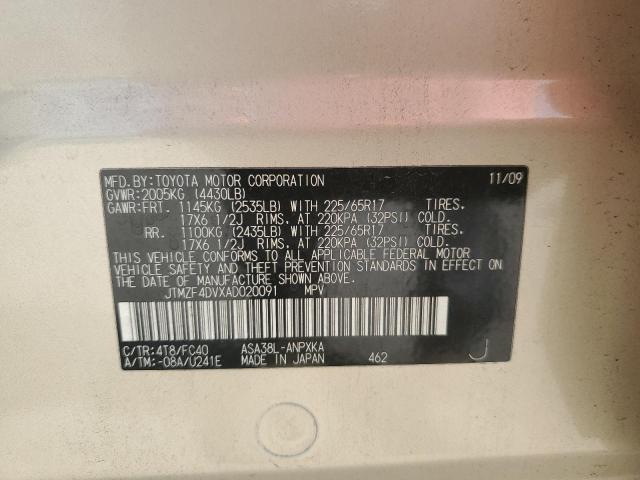 MFD.BY:TOYOTA MOTOR CORPORATION 11/09
GVWR:2005KG (4430LB)
GAWR:FRT. 1145KG (2535LB) WITH 225/65R17 TIRES.
17X6 1/2J RIMS. AT 220KPA (32PSI) COLD.
RR. 1100KG (2435LB) WITH 225/65R17 TIRES.
17X6 1/2J RIMS. AT 220KPA (32PSI) COLD.
THIS VEHICLE CONFORMS TO ALL APPLICABLE FEDERAL MOTOR
VEHICLE SAFETY AND THEFT PREVENTION STANDARDS IN EFFECT ON
THE DATE OF MANUFACTURE SHOWN ABOVE.
JTMZF4DVXAD020091 MPV
C/TR:4T8/FC40 ASA38L-ANPXKA
A/TM:-08A/U241E MADE IN JAPAN 462 J